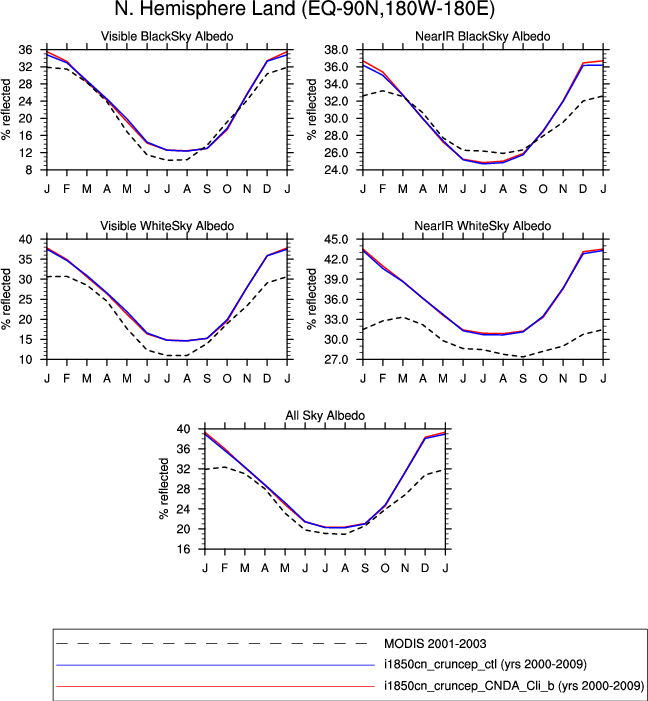 N. Hemisphere Land (EQ-90N,180W-180E)
Visible BlackSky Albedo
% reflected
36
32
28
24
20
16
12
8
J F M A M J J A S O N D J
NearIR BlackSky Albedo
% reflected
38.0
36.0
34.0
32.0
30.0
28.0
26.0
24.0
J F M A M J J A S O N D J
Visible WhiteSky Albedo
% reflected
40
35
30
25
20
15
10
J F M A M J J A S O N D J
NearIR WhiteSky Albedo
% reflected
45.0
42.0
39.0
36.0
33.0
30.0
27.0
J F M A M J J A S O N D J
All Sky Albedo
% reflected
40
36
32
28
24
20
16
J F M A M J J A S O N D J
MODIS 2001-2003
i1850cn_cruncep_ctl (yrs 2000-2009)
i1850cn_cruncep_CNDA_Cli_b (yrs 2000-2009)